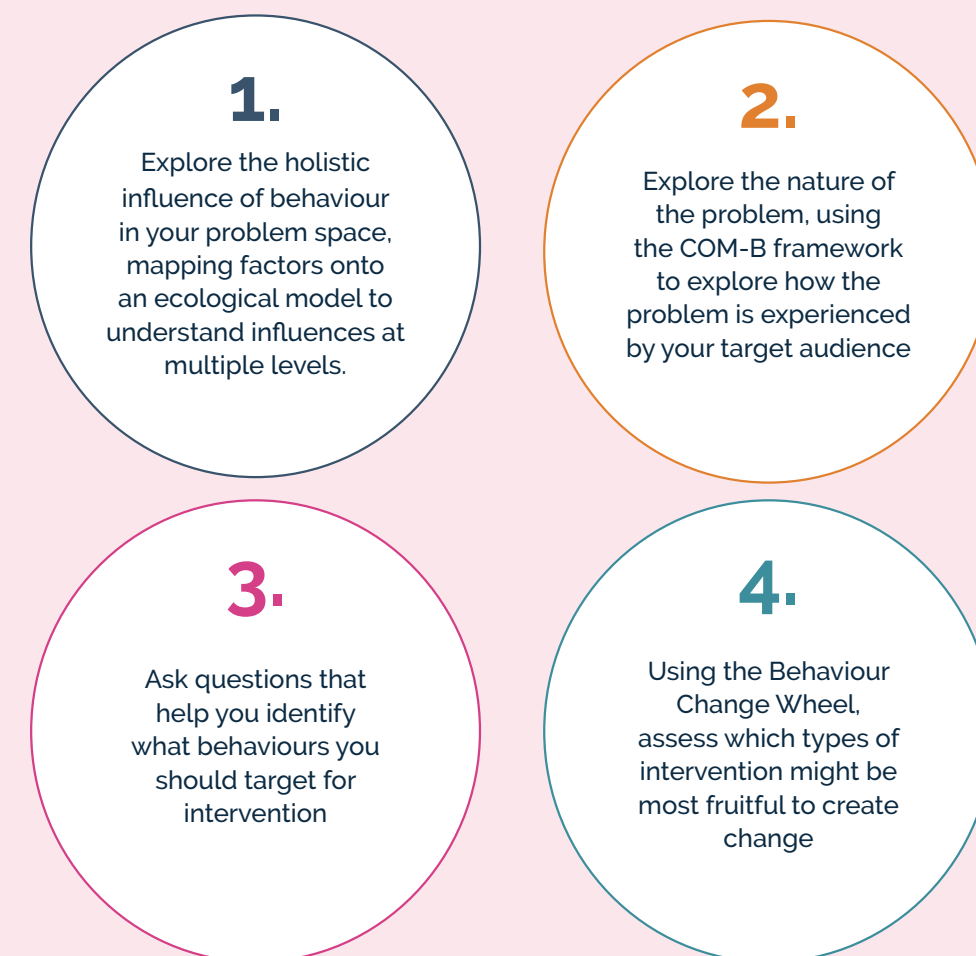 1.
Explore the holistic
influence of behaviour
in your problem space,
mapping factors onto
an ecological model to
understand influences at
multiple levels.
2.
Explore the nature of
the problem, using
the COM-B framework
to explore how the
problem is experienced
by your target audience
3.
Ask questions that
help you identify
what behaviours you
should target for
intervention
4.
Using the Behaviour
Change Wheel,
assess which types of
intervention might be
most fruitful to create
change